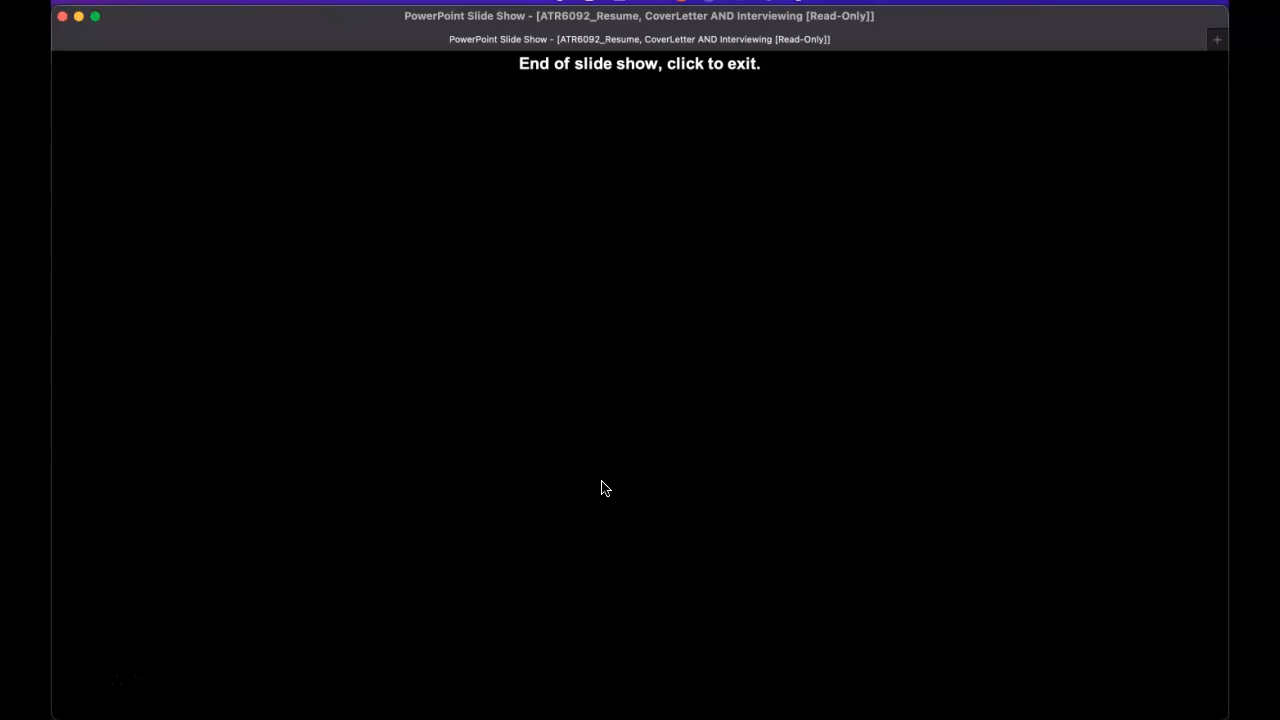 PowerPoint Slide Show - [ATR6092_Resume, CoverLetter AND Interviewing [Read-Only]]
PowerPoint Slide Show - [ATR6092_Resume, CoverLetter AND Interviewing [Read-Only]]
+
End of slide show, click to exit.